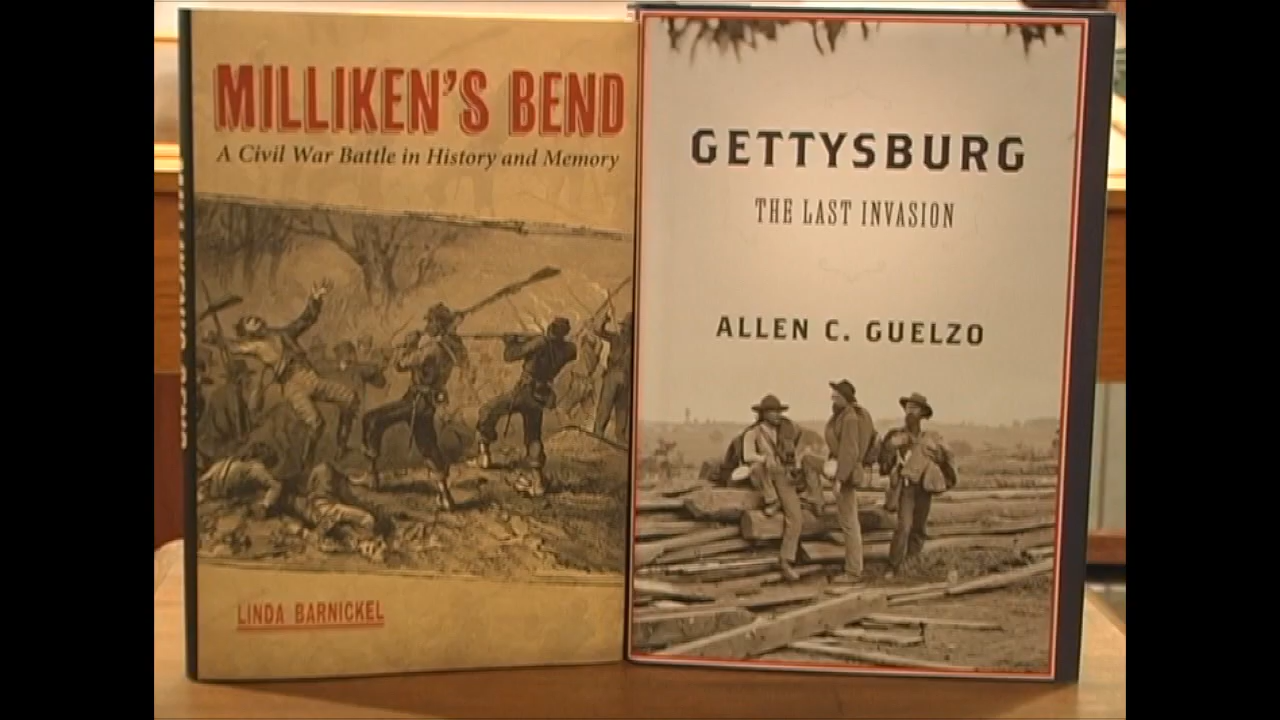 MILLIKEN'S BEND
A Civil War Battle in History and Memory
LINDA BARNICKEL
GETTYSBURG
THE LAST INVASION
ALLEN C. GUELZO